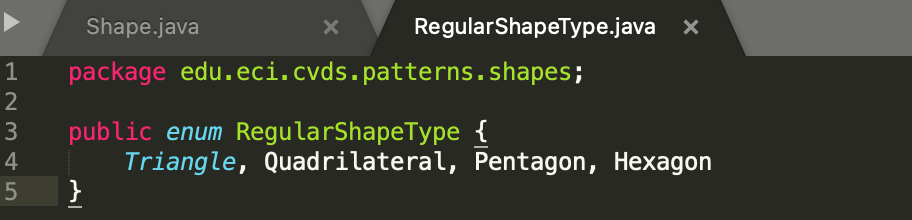 Shape.java × RegularShapeType.java ×
1 package edu.eci.cvds.patterns.shapes;
2
3 public enum RegularShapeType {
4 Triangle, Quadrilateral, Pentagon, Hexagon
5 }